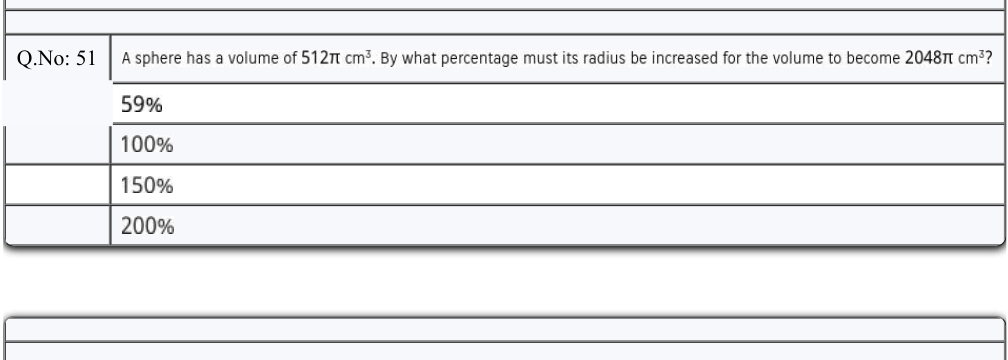 Q.No: 51 A sphere has a volume of 512π cm³. By what percentage must its radius be increased for the volume to become 2048π cm³?
59%
100%
150%
200%